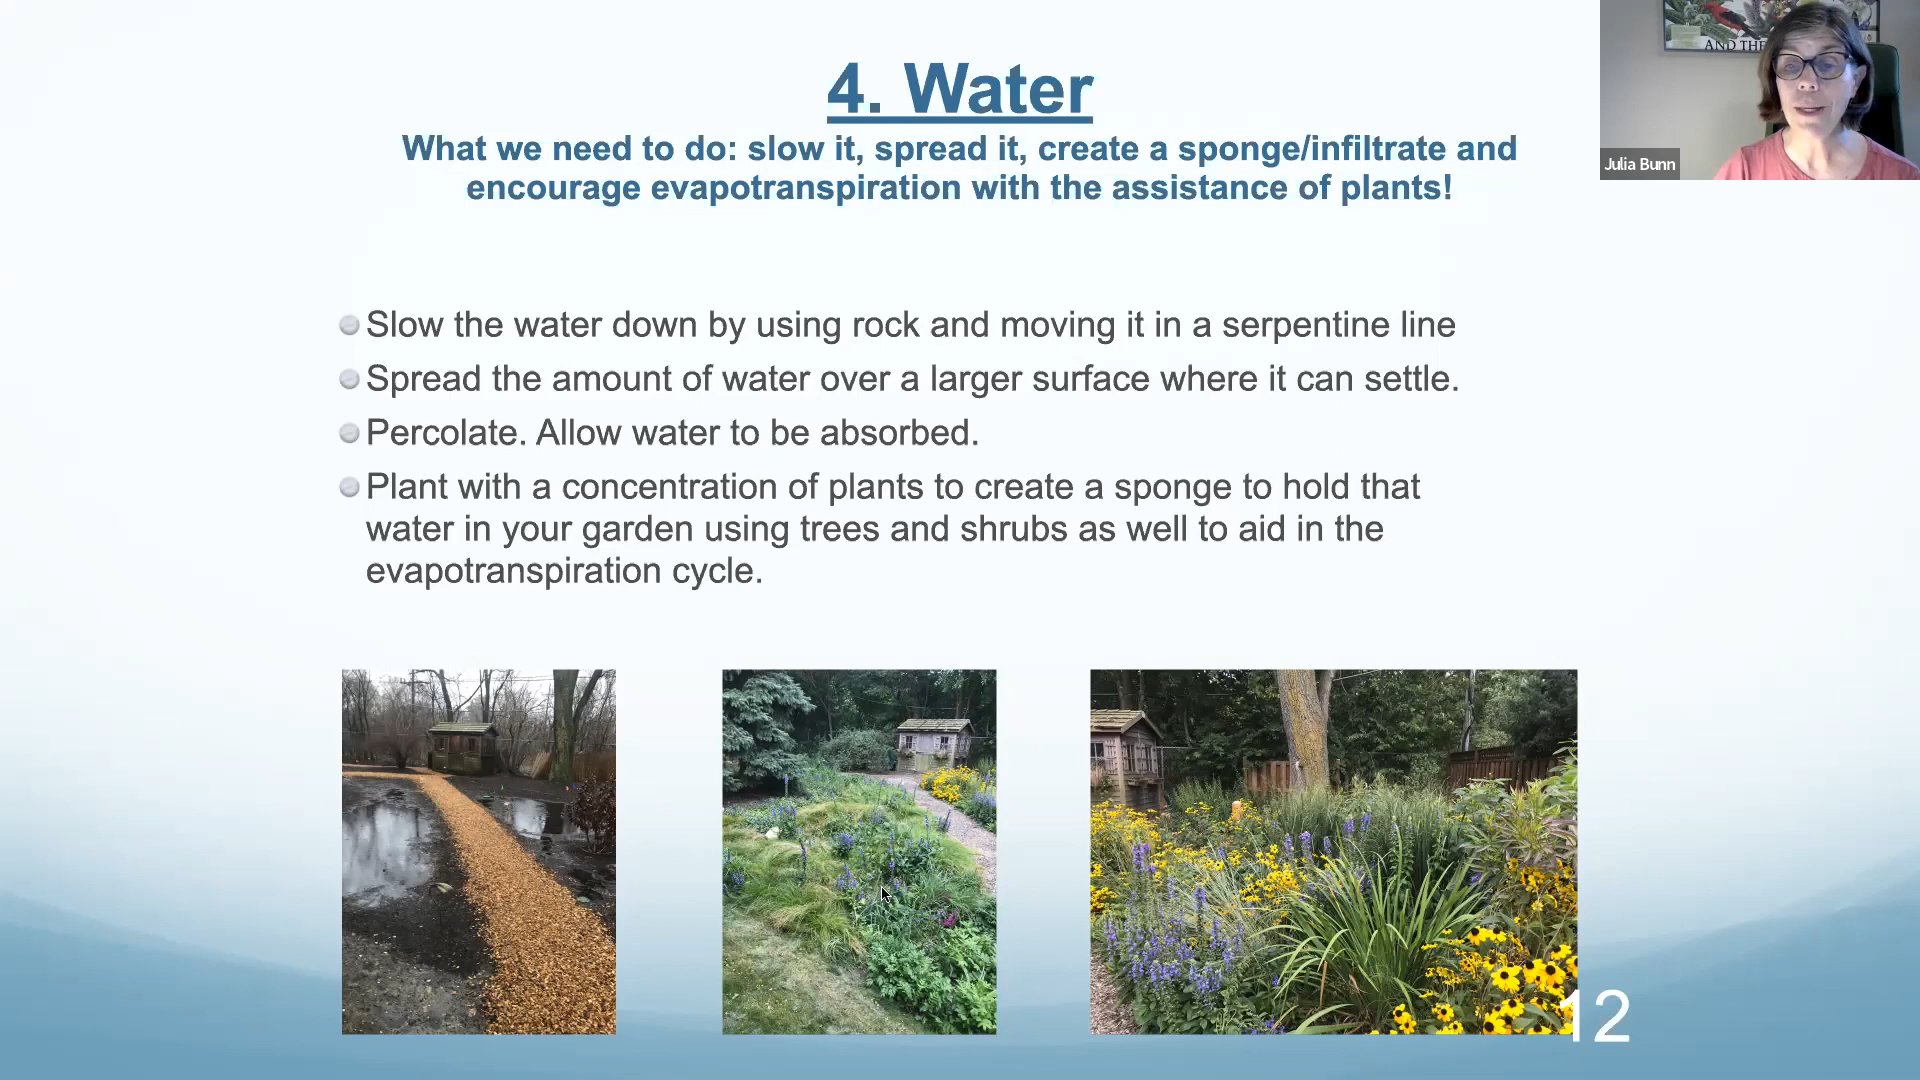 4. Water
What we need to do: slow it, spread it, create a sponge/infiltrate and
encourage evapotranspiration with the assistance of plants!
AND THE
Julia Bunn
Slow the water down by using rock and moving it in a serpentine line
Spread the amount of water over a larger surface where it can settle.
Percolate. Allow water to be absorbed.
Plant with a concentration of plants to create a sponge to hold that
water in your garden using trees and shrubs as well to aid in the
evapotranspiration cycle.
12